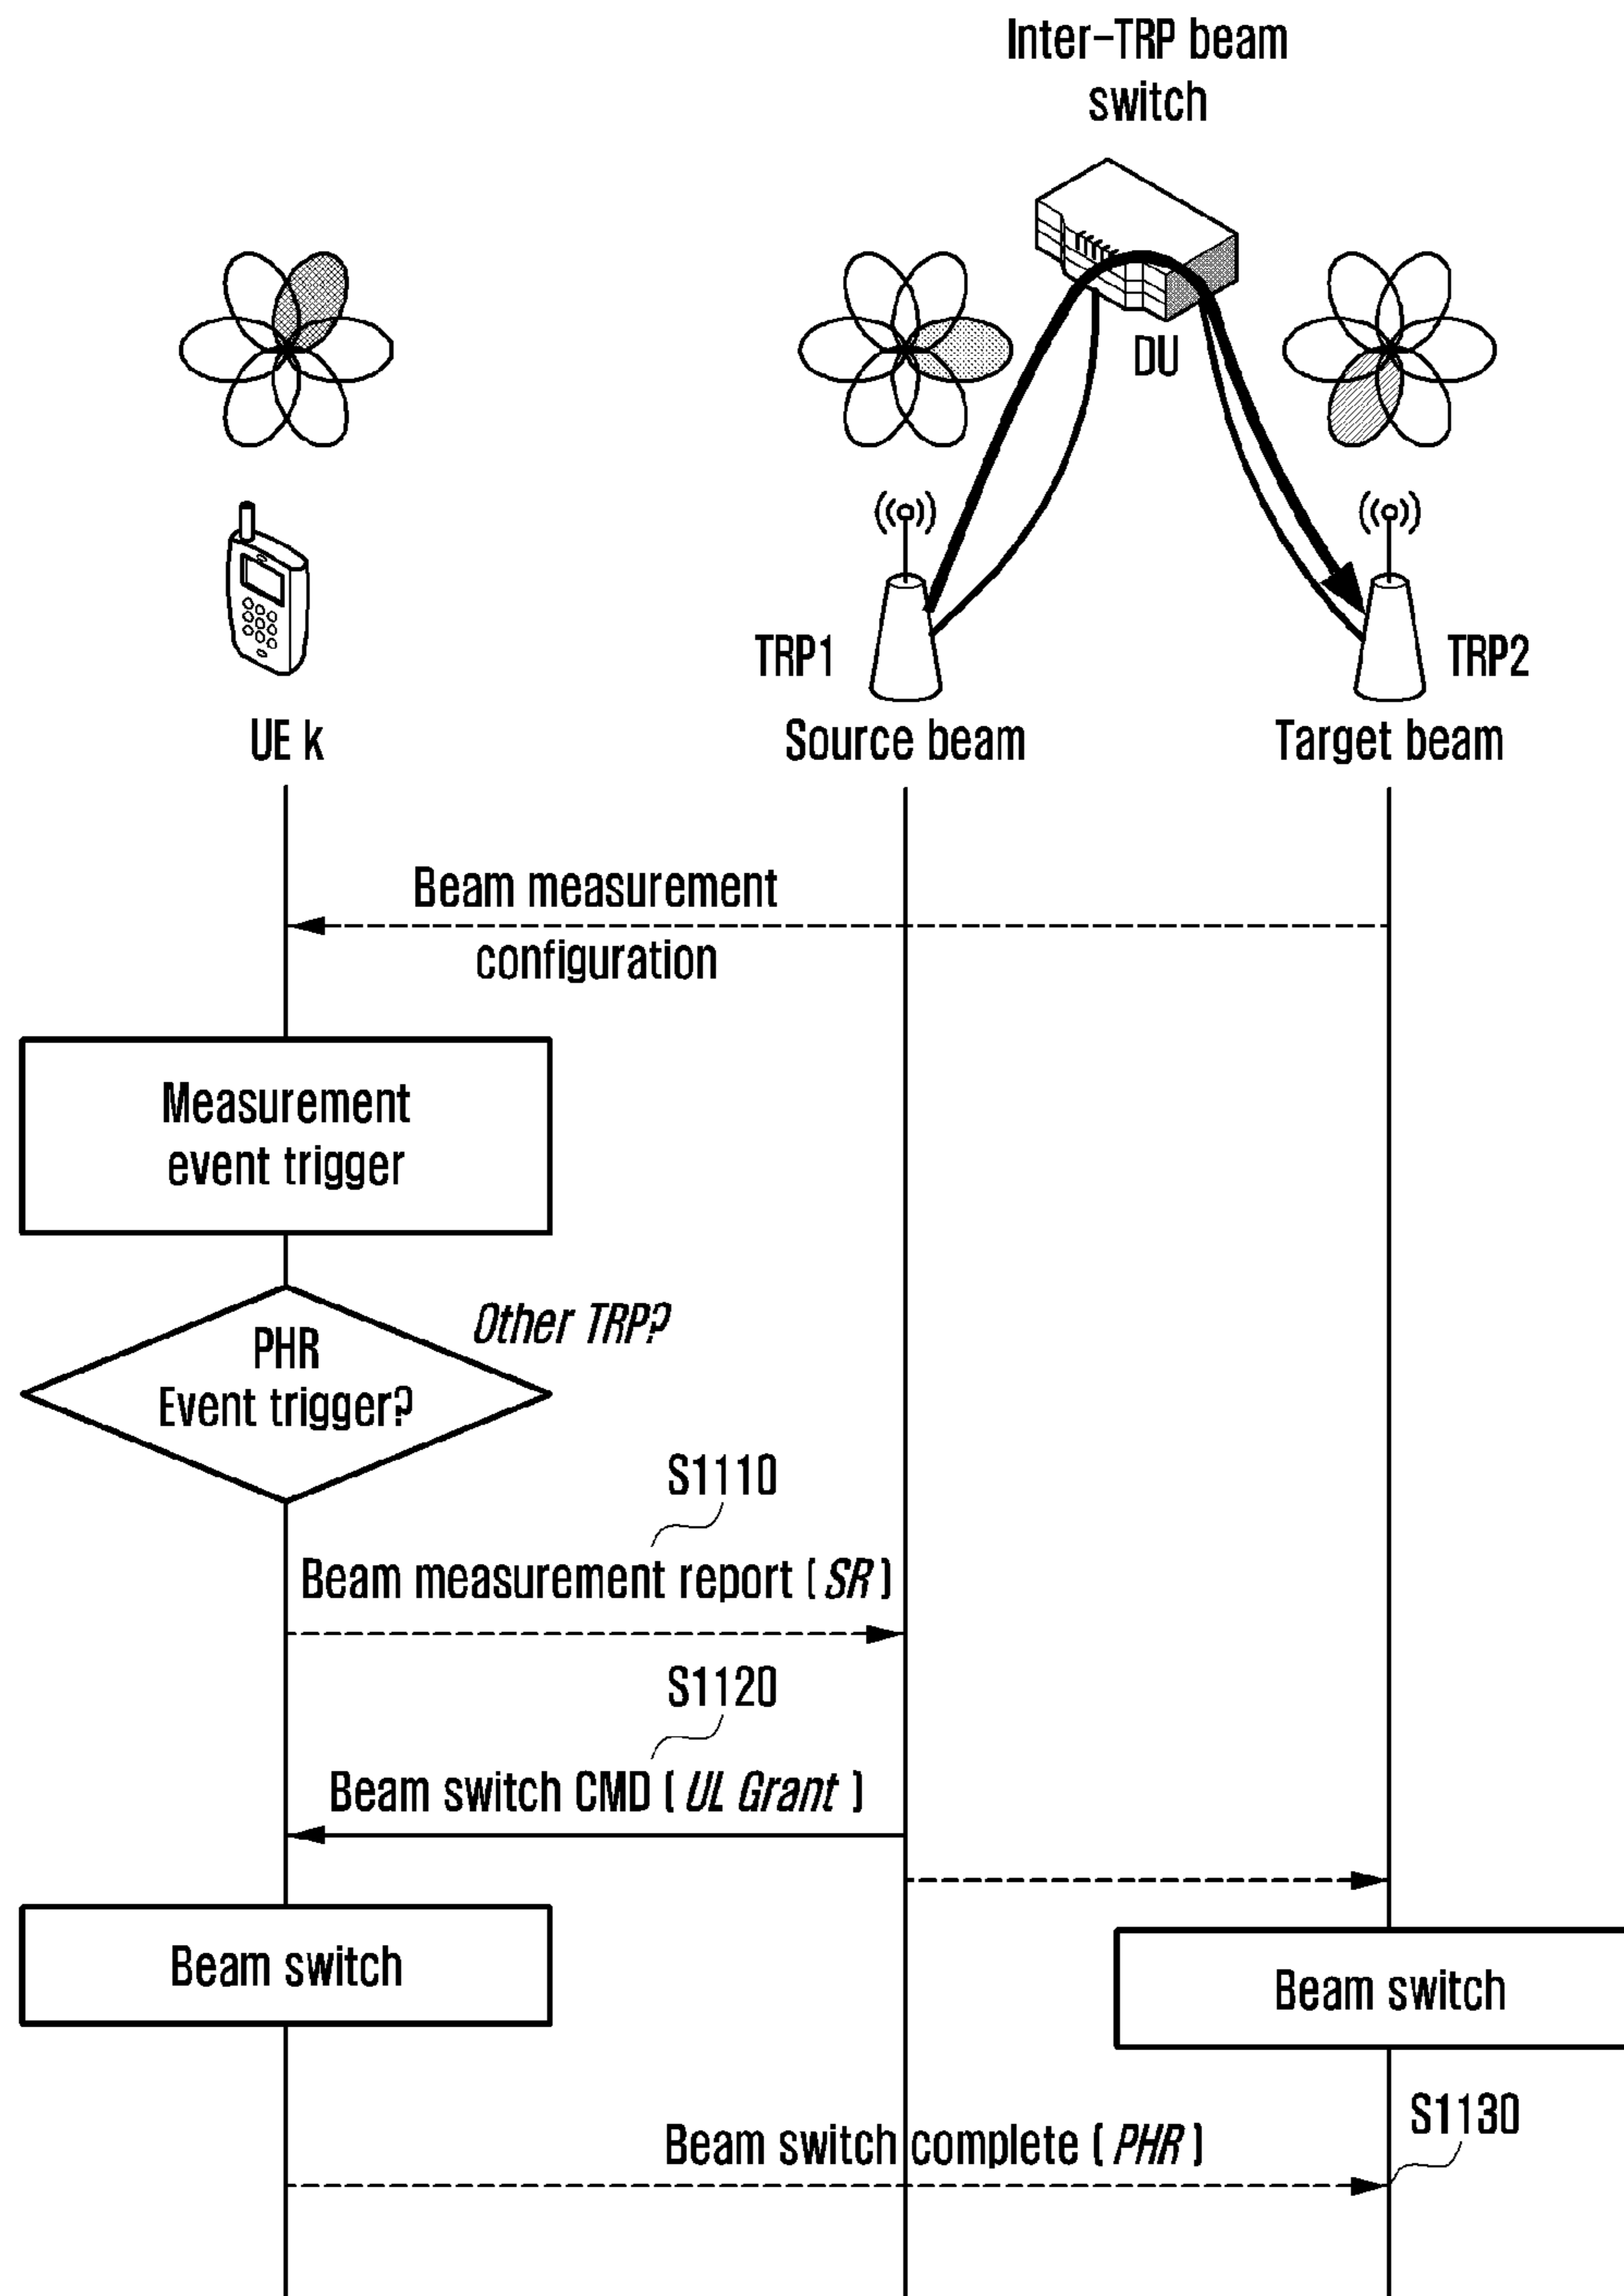 Inter-TRP beam
switch
DU
TRP1
TRP2
UE k
Source beam
Target beam
Beam measurement
configuration
Measurement
event trigger
Other TRP?
PHR
Event trigger?
S1110
Beam measurement report ( SR )
S1120
Beam switch CMD ( UL Grant )
Beam switch
Beam switch
S1130
Beam switch complete ( PHR )